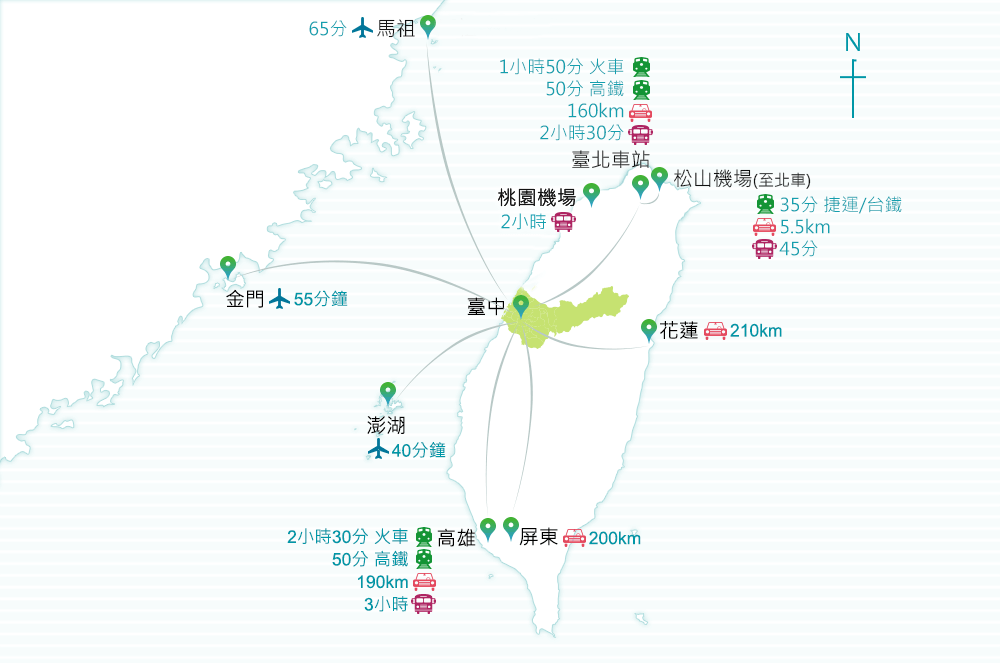 65分 馬祖
N
1小時50分 火車
50分 高鐵
160km
2小時30分
臺北車站
松山機場(至北車)
35分 捷運/台鐵
5.5km
45分
桃園機場
2小時
金門 55分鐘
臺中
花蓮 210km
澎湖
40分鐘
2小時30分 火車 高雄
50分 高鐵
190km
3小時
屏東 200km